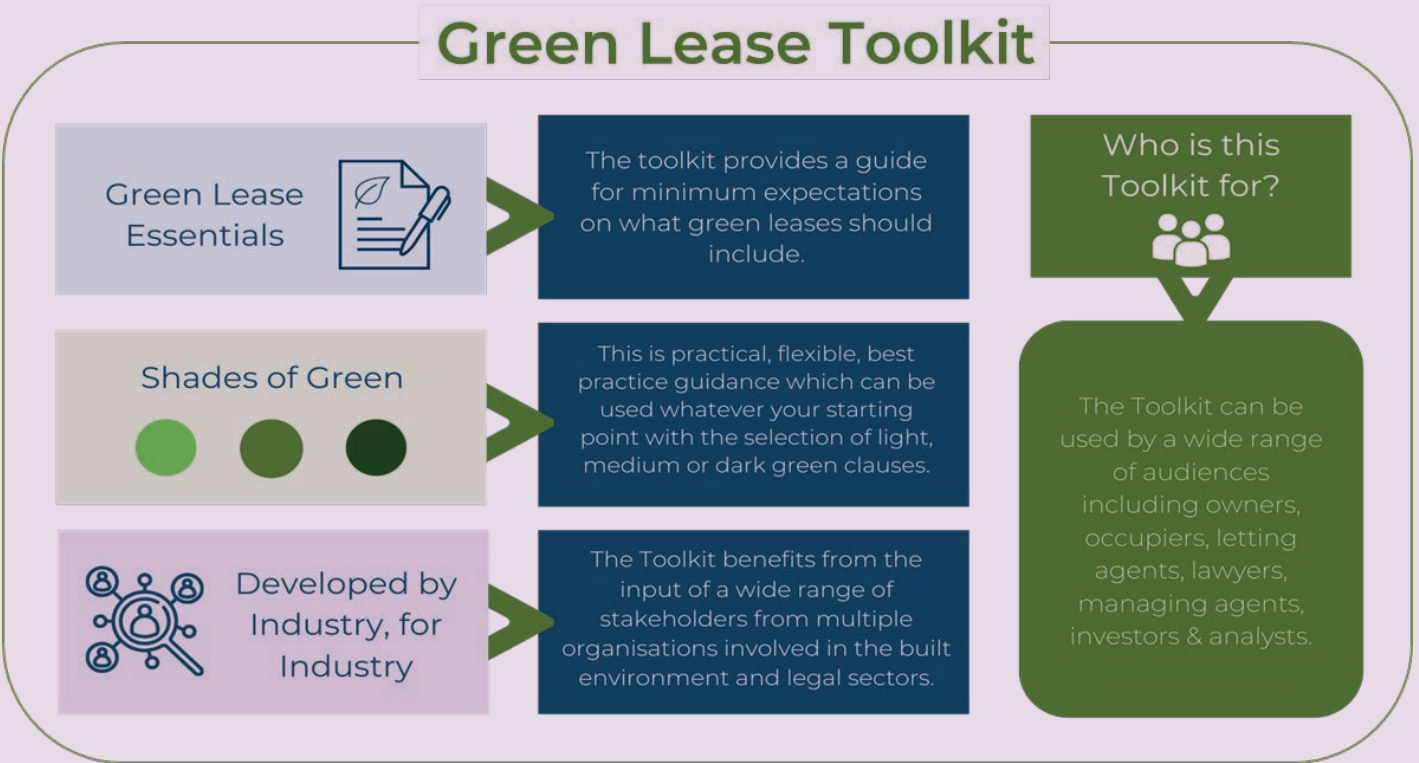 Green Lease Toolkit
Green Lease
Essentials
The toolkit provides a guide
for minimum expectations
on what green leases should
include.
Shades of Green
This is practical, flexible, best
practice guidance which can be
used whatever your starting
point with the selection of light,
medium or dark green clauses.
Developed by
Industry, for
Industry
The Toolkit benefits from the
input of a wide range of
stakeholders from multiple
organisations involved in the built
environment and legal sectors.
Who is this
Toolkit for?
The Toolkit can be
used by a wide range
of audiences
including owners,
occupiers, letting
agents, lawyers,
managing agents,
investors & analysts.